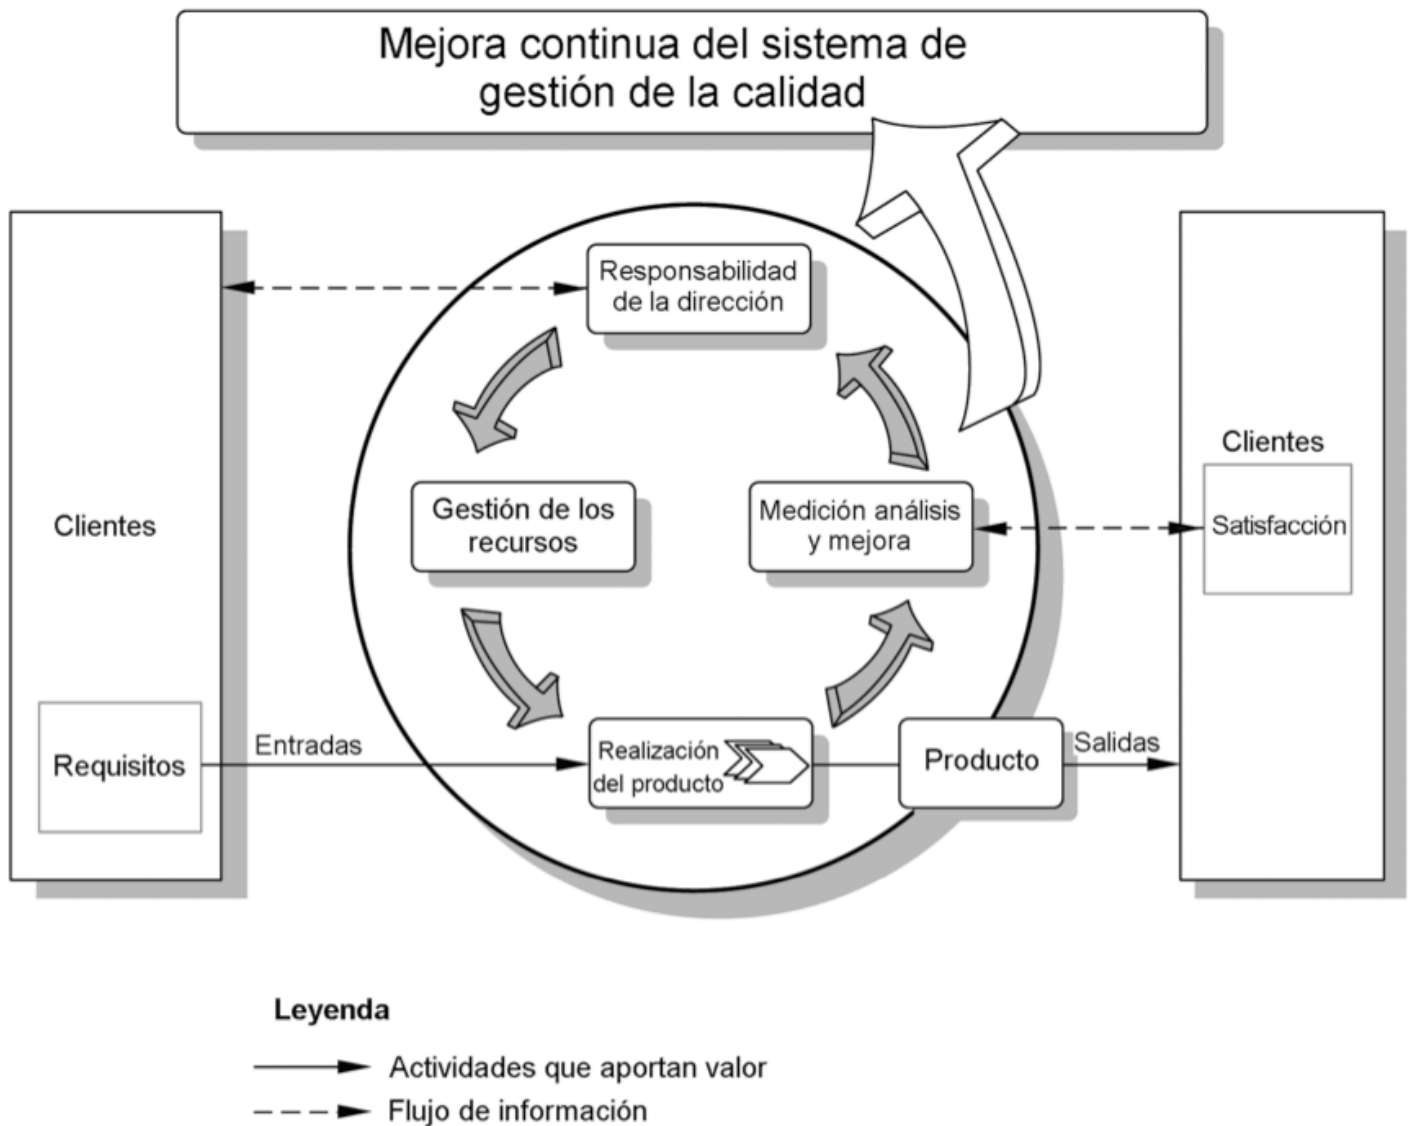 Mejora continua del sistema de
gestión de la calidad
Responsabilidad
de la dirección
Clientes
Gestión de los
recursos
Medición análisis
y mejora
Clientes
Satisfacción
Requisitos
Entradas
Realización
del producto
Producto
Salidas
Leyenda
Actividades que aportan valor
Flujo de información